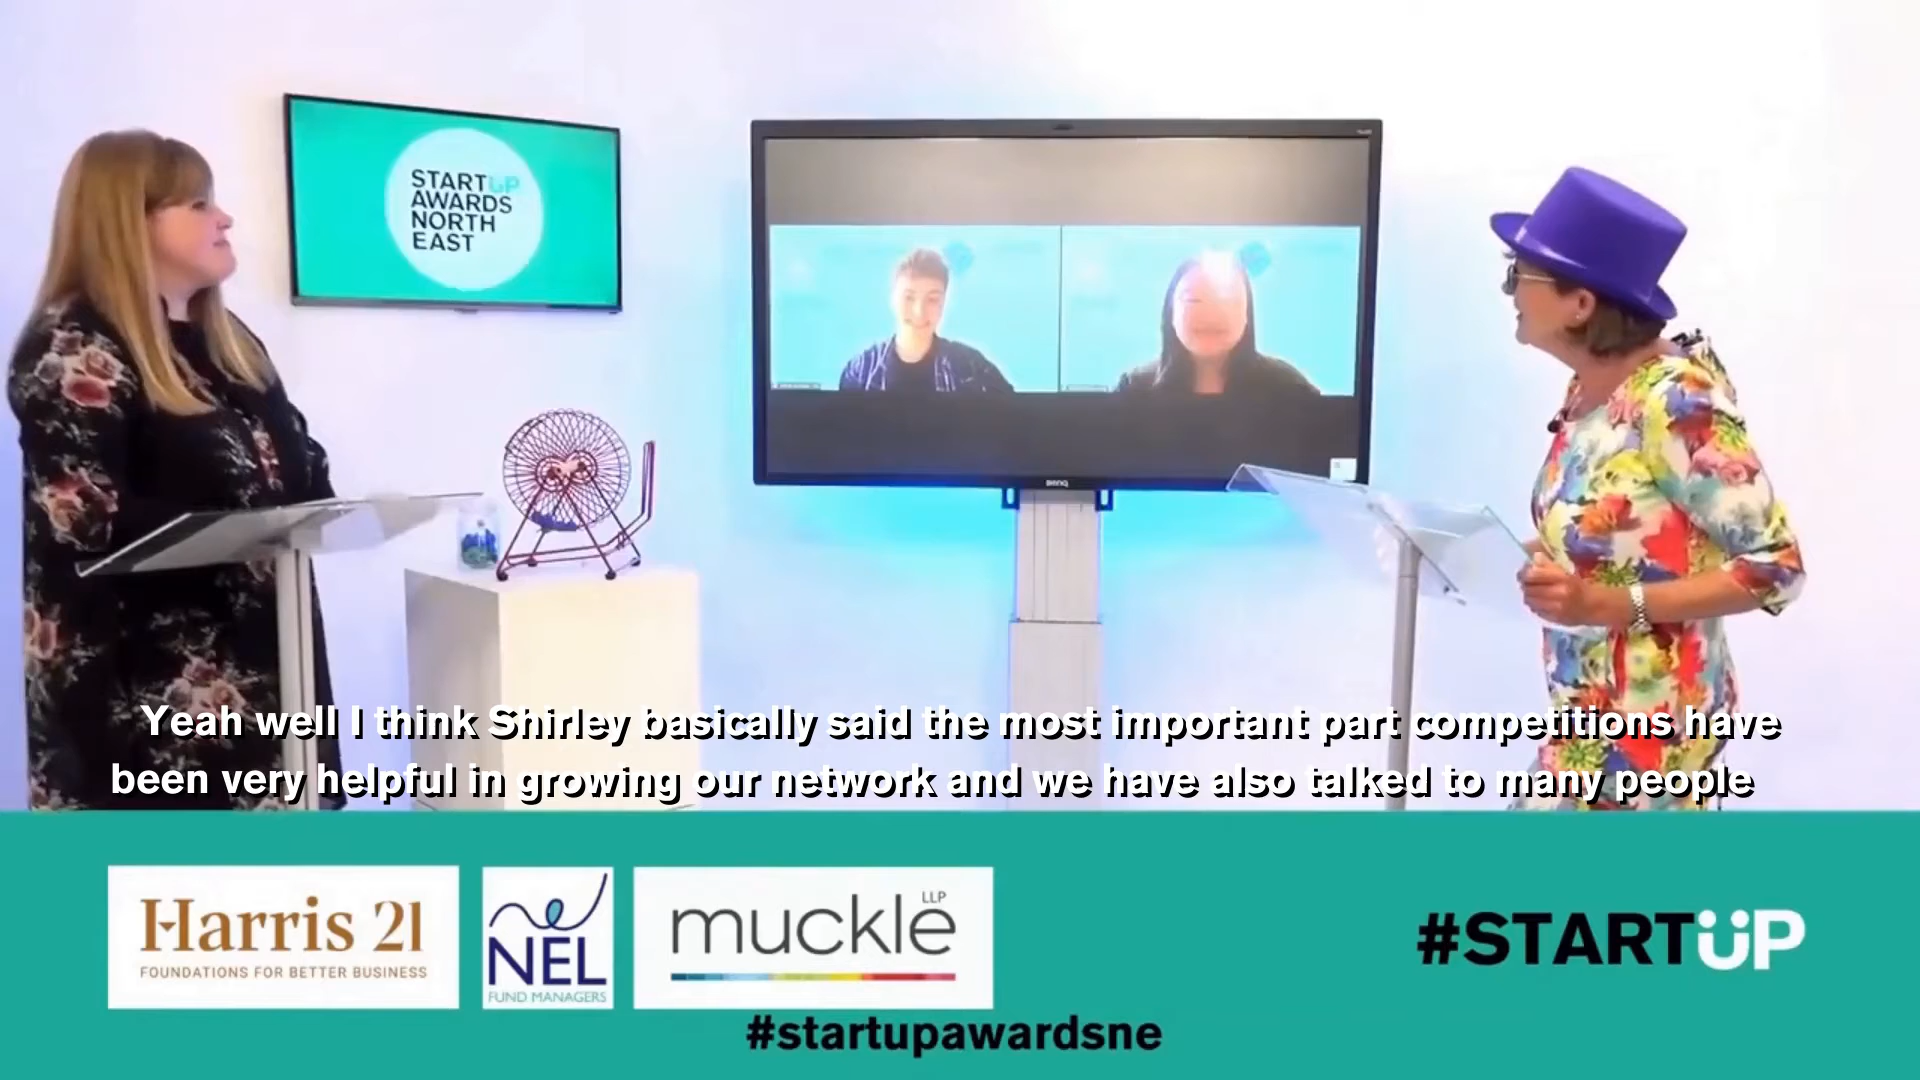 STARTUP
AWARDS
NORTH
EAST
BenQ
Yeah well I think Shirley basically said the most important part competitions have
been very helpful in growing our network and we have also talked to many people
Harris 21
FOUNDATIONS FOR BETTER BUSINESS
NEL
FUND MANAGERS
muckle LLP
#STARTUP
#startupawardsne